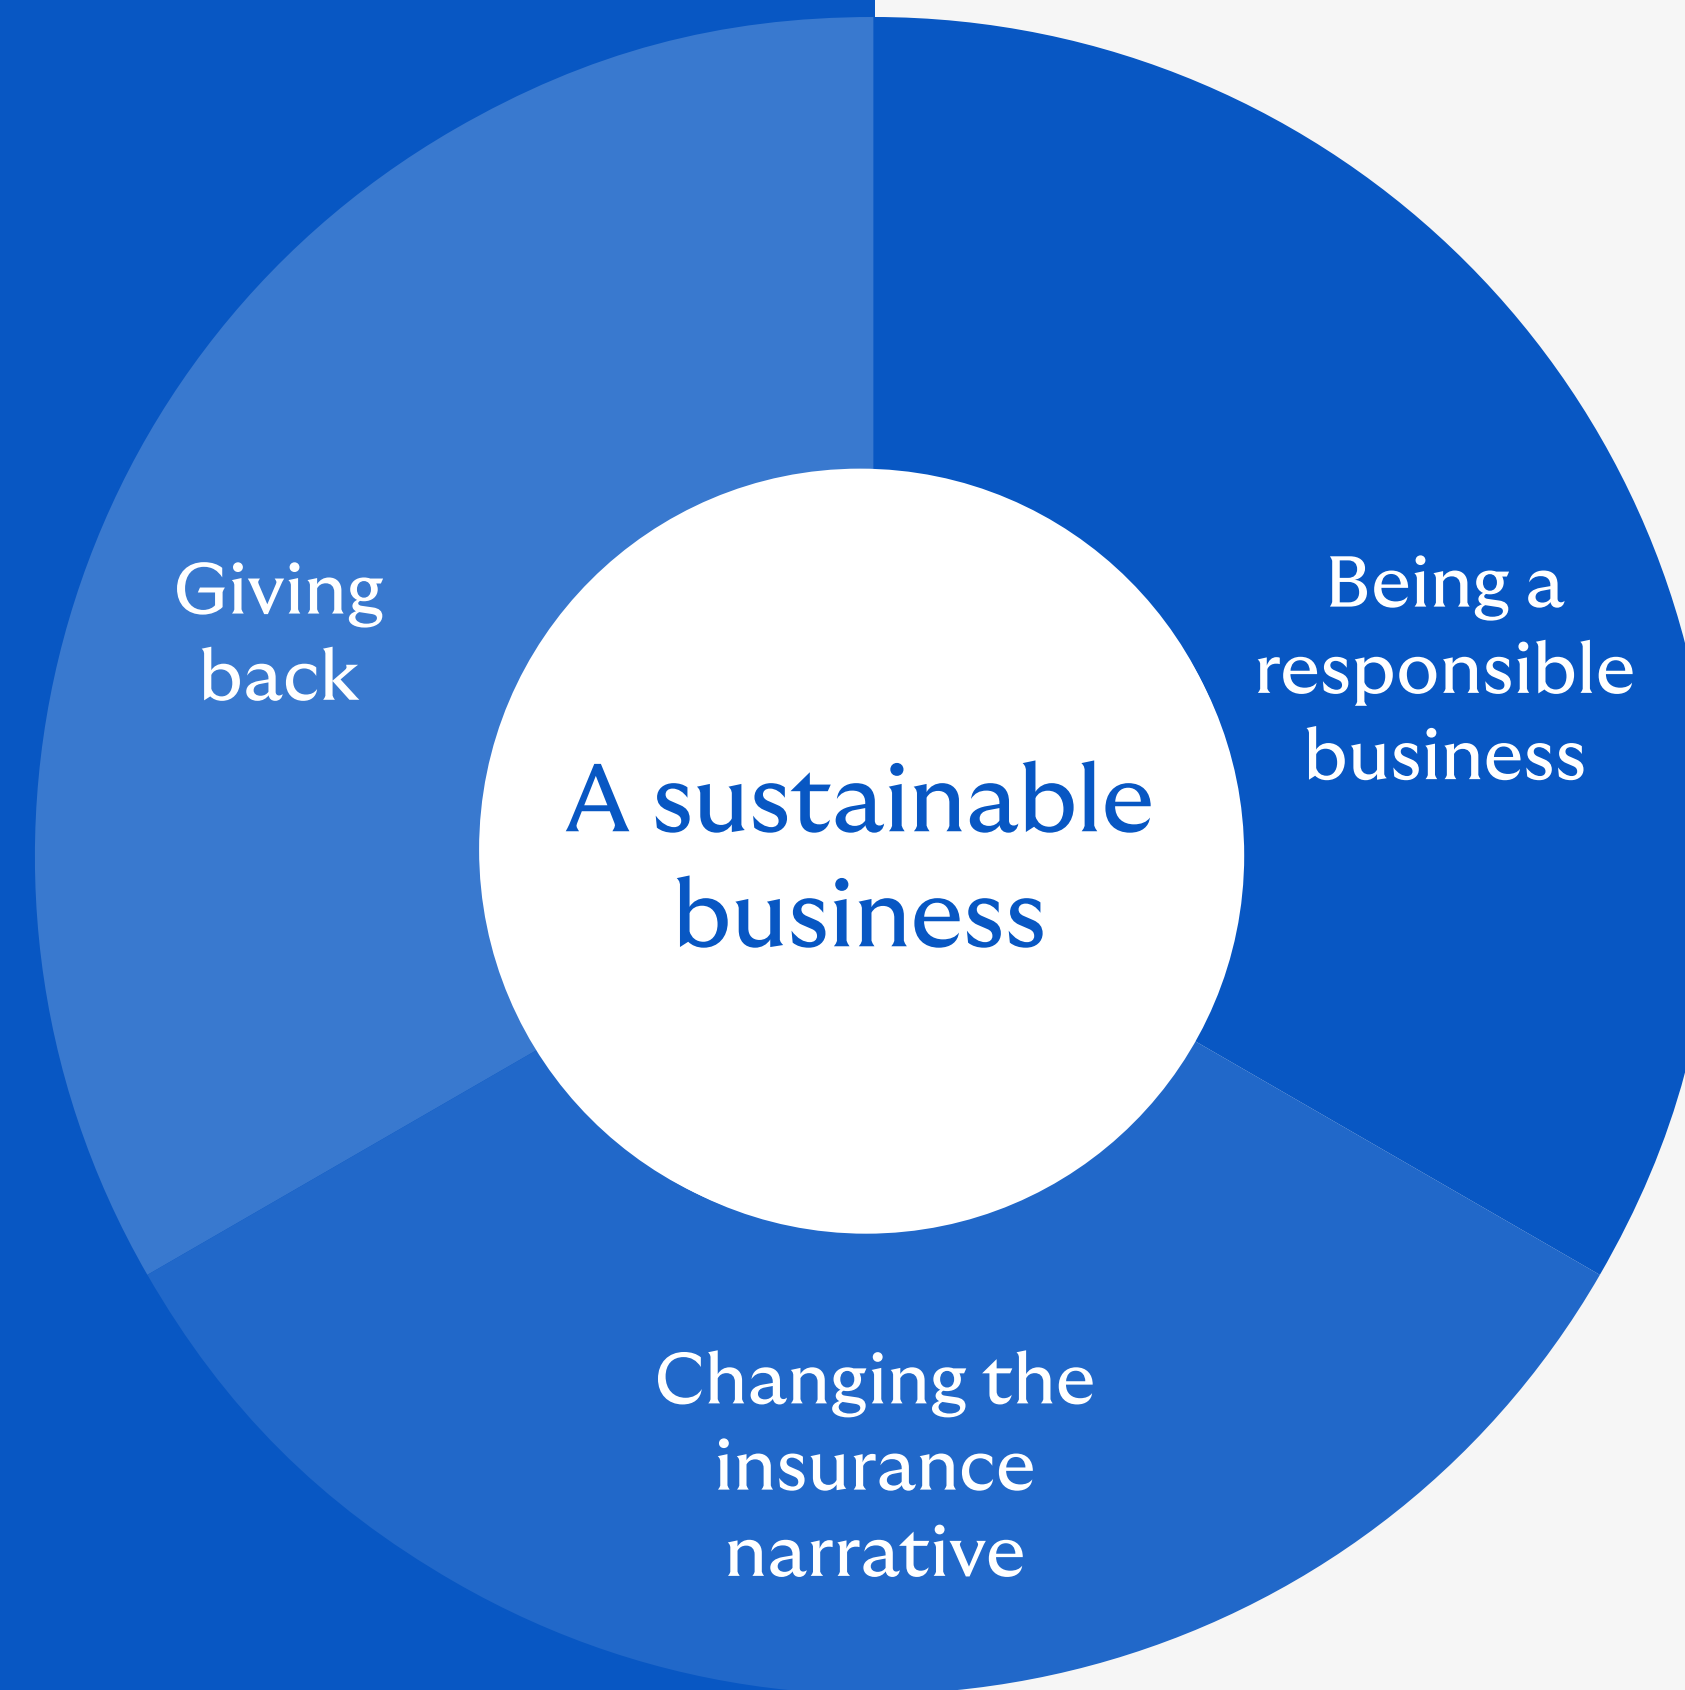 Giving
back
Being a
responsible
business
A sustainable
business
Changing the
insurance
narrative